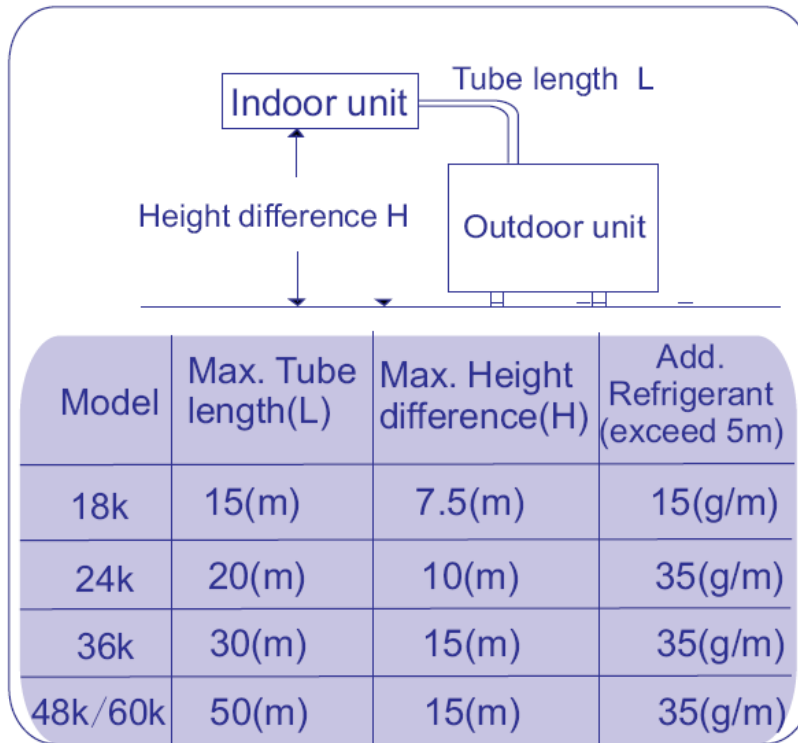 Tube length L
Indoor unit
Height difference H
Outdoor unit
Model
Max. Tube
length(L)
Max. Height
difference(H)
Add.
Refrigerant
(exceed 5m)
18k 15(m) 7.5(m) 15(g/m)
24k 20(m) 10(m) 35(g/m)
36k 30(m) 15(m) 35(g/m)
48k/60k 50(m) 15(m) 35(g/m)